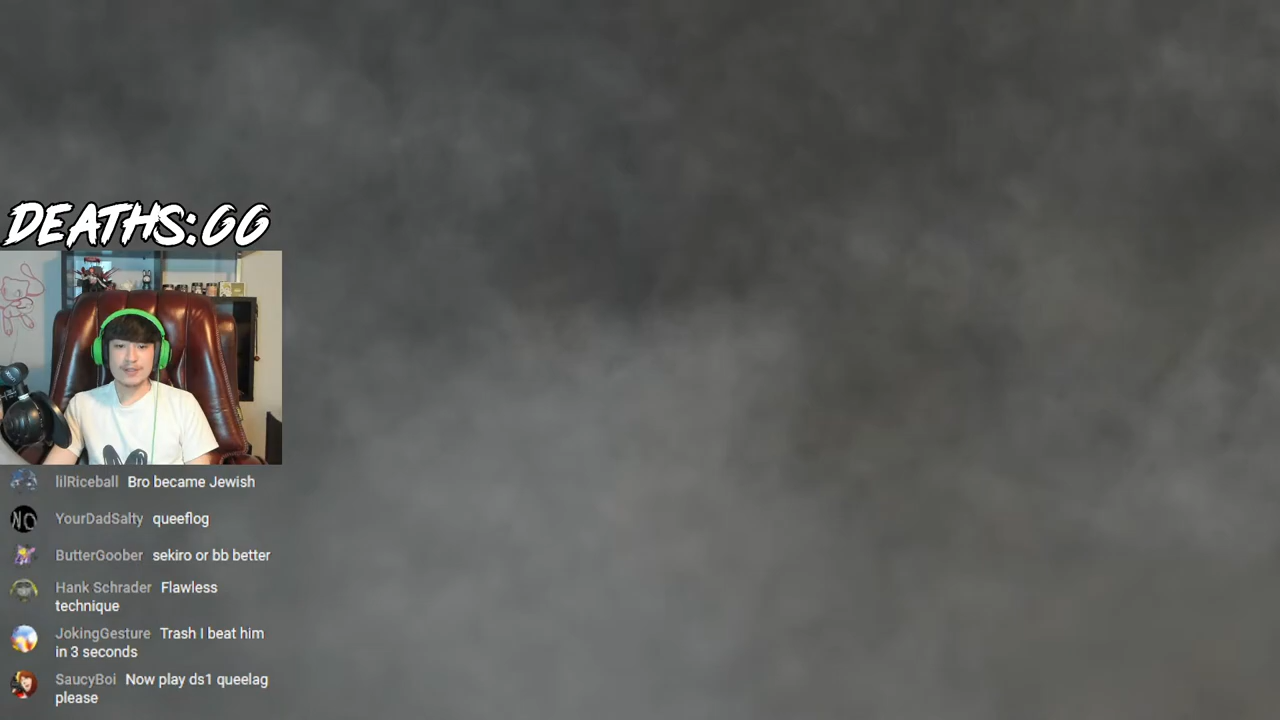 DEATHS:66
lilRiceball Bro became Jewish
YourDadSalty queeflog
ButterGoober sekiro or bb better
Hank Schrader Flawless
technique
JokingGesture Trash I beat him
in 3 seconds
SaucyBoi Now play ds1 queelag
please
NO